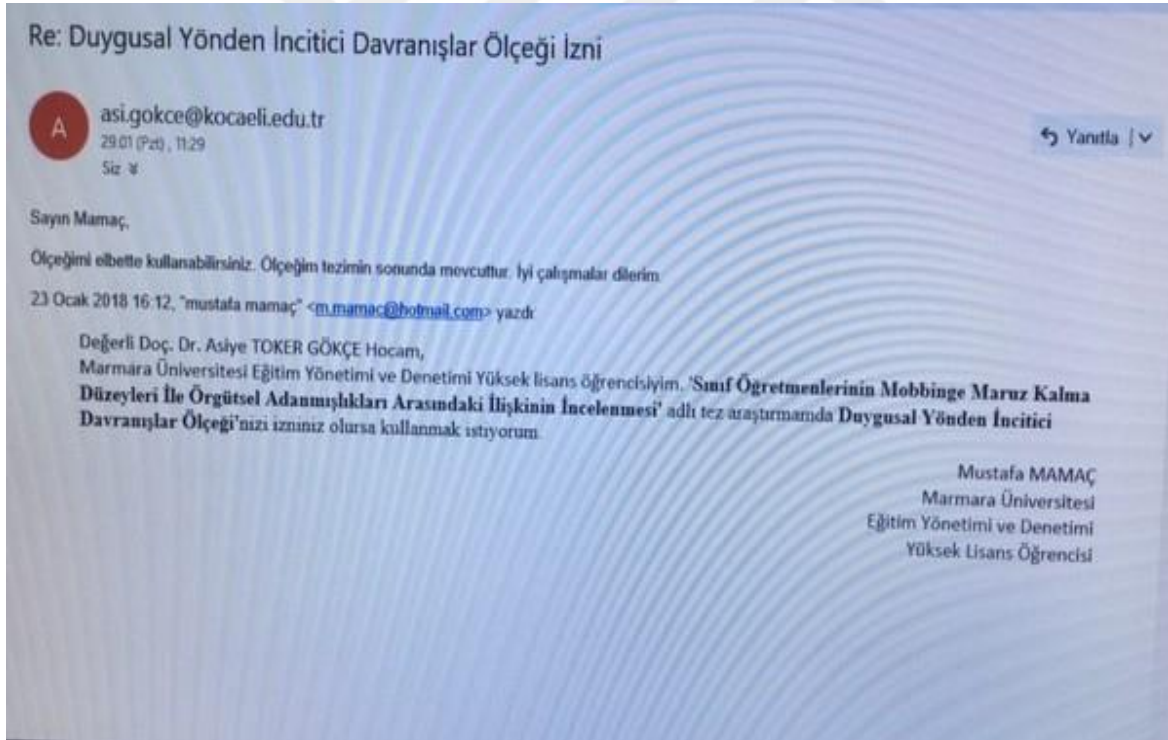 Re: Duygusal Yönden İncitici Davranışlar Ölçeği İzni
A
asi.gokce@kocaeli.edu.tr
29.01 (Pzt), 11:29
Siz
Yanıtla
Sayın Mamaç,
Ölçeğimi elbette kullanabilirsiniz. Ölçeğim tezimin sonunda mevcuttur. İyi çalışmalar dilerim.
23 Ocak 2018 16:12, "mustafa mamaç" <m.mamac@hotmail.com> yazdı:
Değerli Doç. Dr. Asiye TOKER GÖKÇE Hocam,
Marmara Üniversitesi Eğitim Yönetimi ve Denetimi Yüksek lisans öğrencisiyim. 'Sınıf Öğretmenlerinin Mobbinge Maruz Kalma
Düzeyleri İle Örgütsel Adanmışlıkları Arasındaki İlişkinin İncelenmesi' adlı tez araştırmamda Duygusal Yönden İncitici
Davranışlar Ölçeği'nizi izniniz olursa kullanmak istiyorum.
Mustafa MAMAÇ
Marmara Üniversitesi
Eğitim Yönetimi ve Denetimi
Yüksek Lisans Öğrencisi